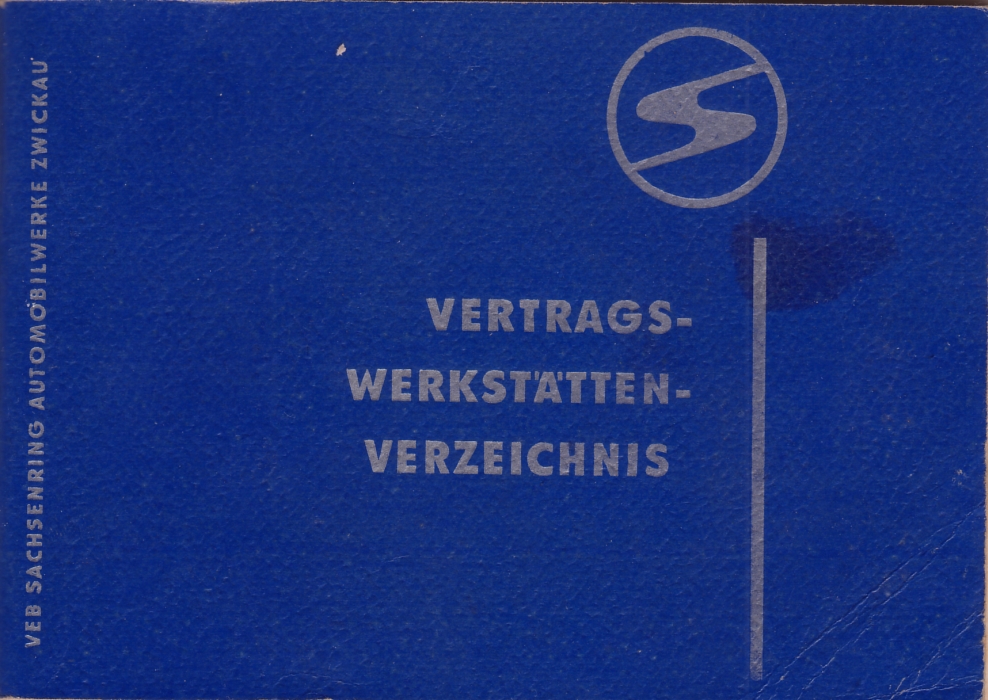 VEB SACHSENRING AUTOMOBILWERKE ZWICKAU
VERTRAGS-
WERKSTÄTTEN-
VERZEICHNIS